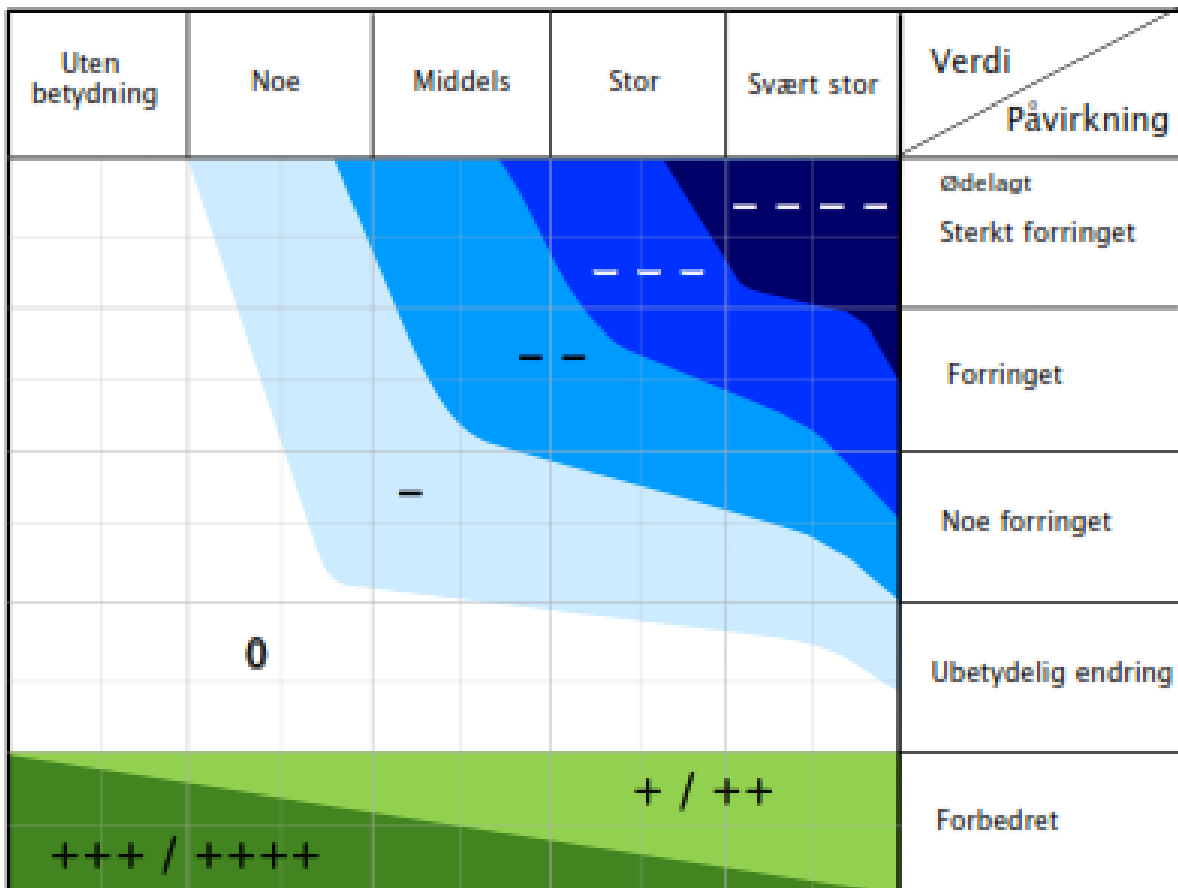 Uten
betydning
Noe
Middels
Stor
Svært stor
Verdi
Påvirkning
Ødelagt
Sterkt forringet
– – – –
– – –
– –
Forringet
–
Noe forringet
0
Ubetydelig endring
+ / ++
+++ / ++++
Forbedret